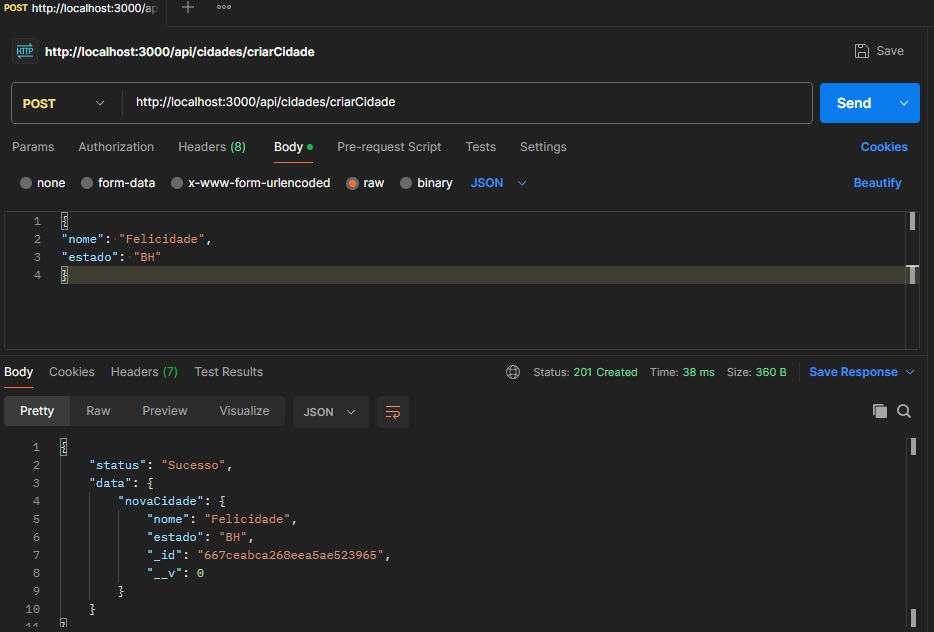 POST http://localhost:3000/ap
HTTP http://localhost:3000/api/cidades/criarCidade Save
POST http://localhost:3000/api/cidades/criarCidade Send
Params Authorization Headers (8) Body Pre-request Script Tests Settings Cookies
none form-data x-www-form-urlencoded raw binary JSON Beautify
1 {
2 "nome": "Felicidade",
3 "estado": "BH"
4 }
Body Cookies Headers (7) Test Results Status: 201 Created Time: 38 ms Size: 360 B Save Response
Pretty Raw Preview Visualize JSON
1 {
2 "status": "Sucesso",
3 "data": {
4 "novaCidade": {
5 "nome": "Felicidade",
6 "estado": "BH",
7 "_id": "667ceabca268eea5ae523965",
8 "__v": 0
9 }
10 }
11 }